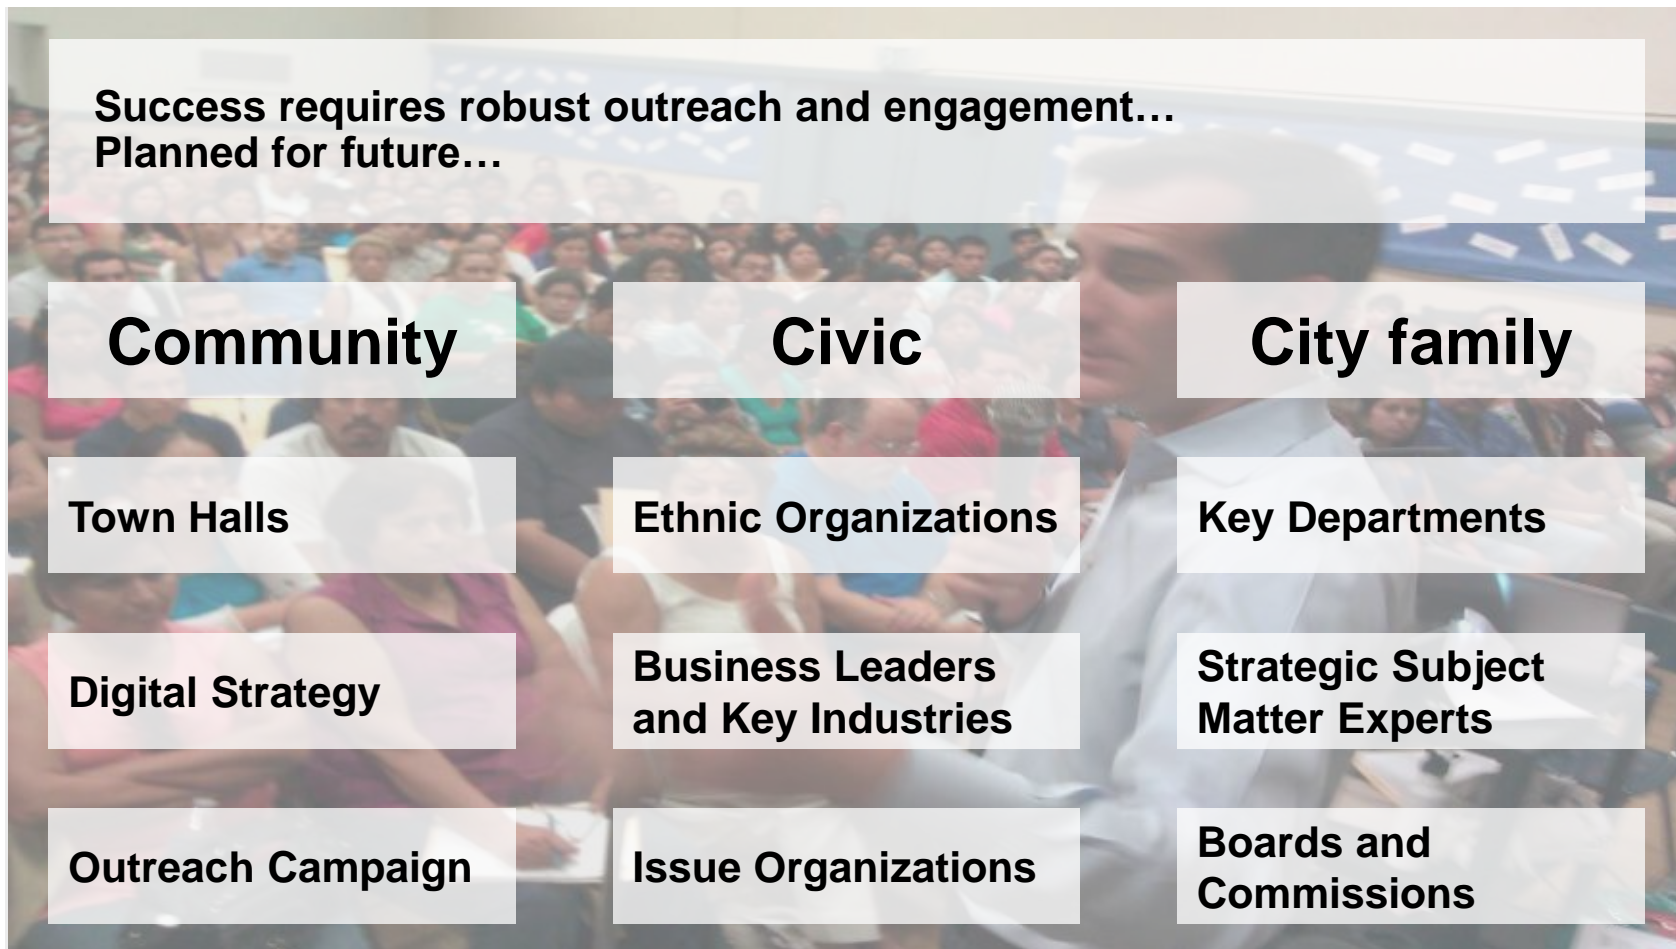 Success requires robust outreach and engagement…
Planned for future…
Community
Civic
City family
Town Halls
Ethnic Organizations
Key Departments
Digital Strategy
Business Leaders
and Key Industries
Strategic Subject
Matter Experts
Outreach Campaign
Issue Organizations
Boards and
Commissions